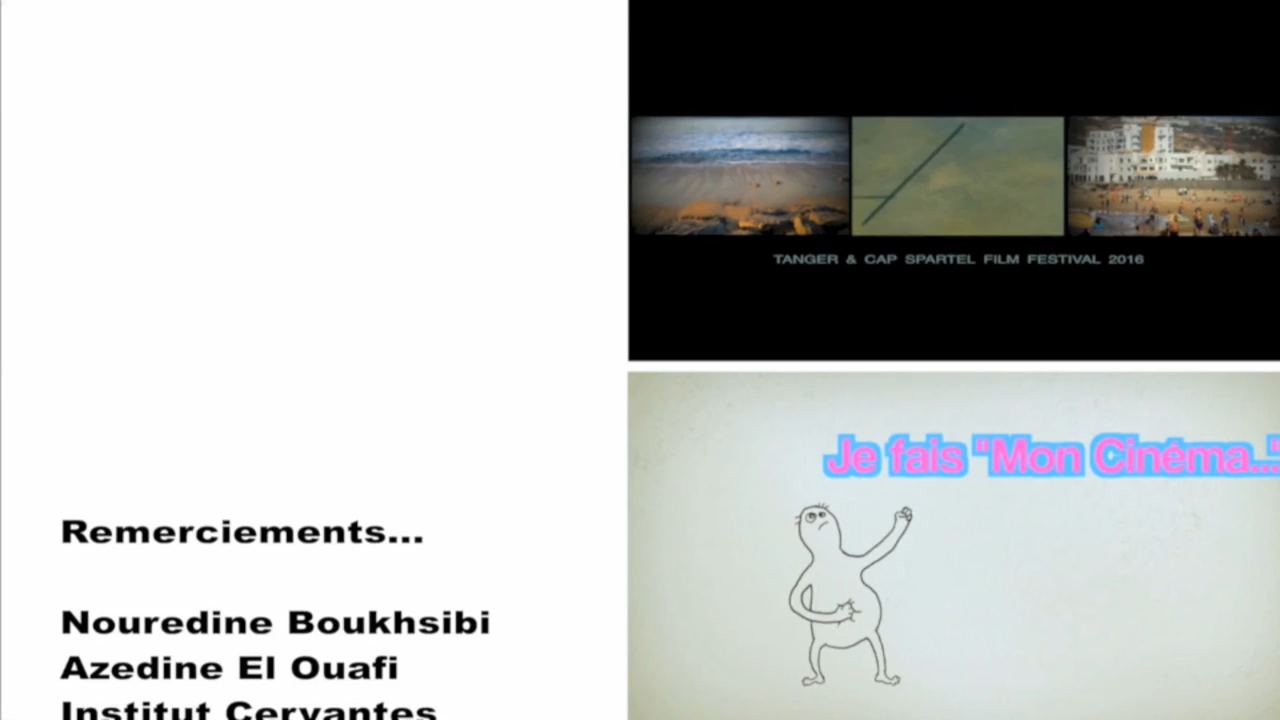 TANGER & CAP SPARTEL FILM FESTIVAL 2016
Je fais "Mon Cinéma..."
Remerciements...
Nouredine Boukhsibi
Azedine El Ouafi
Institut Cervantes